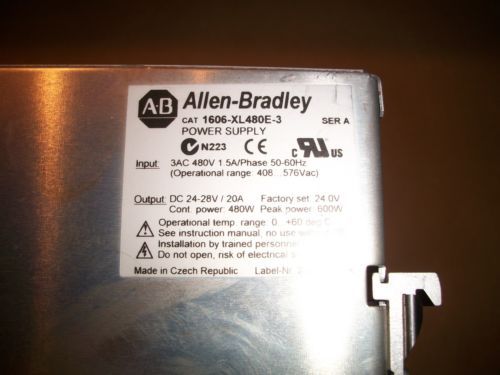 AB Allen-Bradley
CAT 1606-XL480E-3 SER A
POWER SUPPLY
N223 CE c RU US
Input: 3AC 480V 1.5A/Phase 50-60Hz
(Operational range: 408...576Vac)
Output: DC 24-28V / 20A Factory set: 24.0V
Cont. power: 480W Peak power: 600W
Operational temp. range: 0...+60 deg
See instruction manual, no use
Installation by trained personnel
Do not open, risk of electrical
Made in Czech Republic Label-Nr.